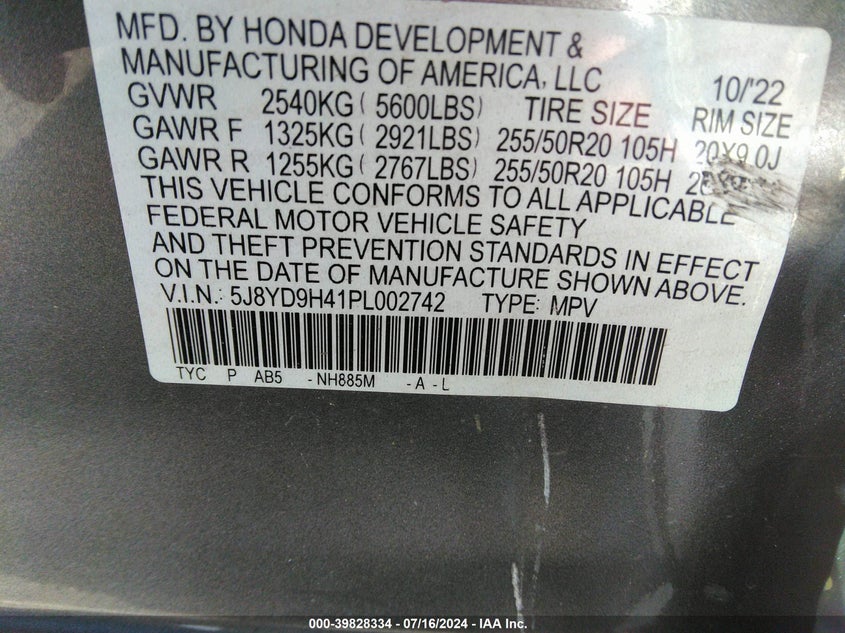 MFD. BY HONDA DEVELOPMENT &
MANUFACTURING OF AMERICA, LLC 10/'22
GVWR 2540KG ( 5600LBS) TIRE SIZE RIM SIZE
GAWR F 1325KG ( 2921LBS) 255/50R20 105H 20X9.0J
GAWR R 1255KG ( 2767LBS) 255/50R20 105H
THIS VEHICLE CONFORMS TO ALL APPLICABLE
FEDERAL MOTOR VEHICLE SAFETY
AND THEFT PREVENTION STANDARDS IN EFFECT
ON THE DATE OF MANUFACTURE SHOWN ABOVE.
V.I.N.: 5J8YD9H41PL002742 TYPE: MPV
TYC P AB5 -NH885M -A-L
000-39828334 - 07/16/2024 - IAA Inc.